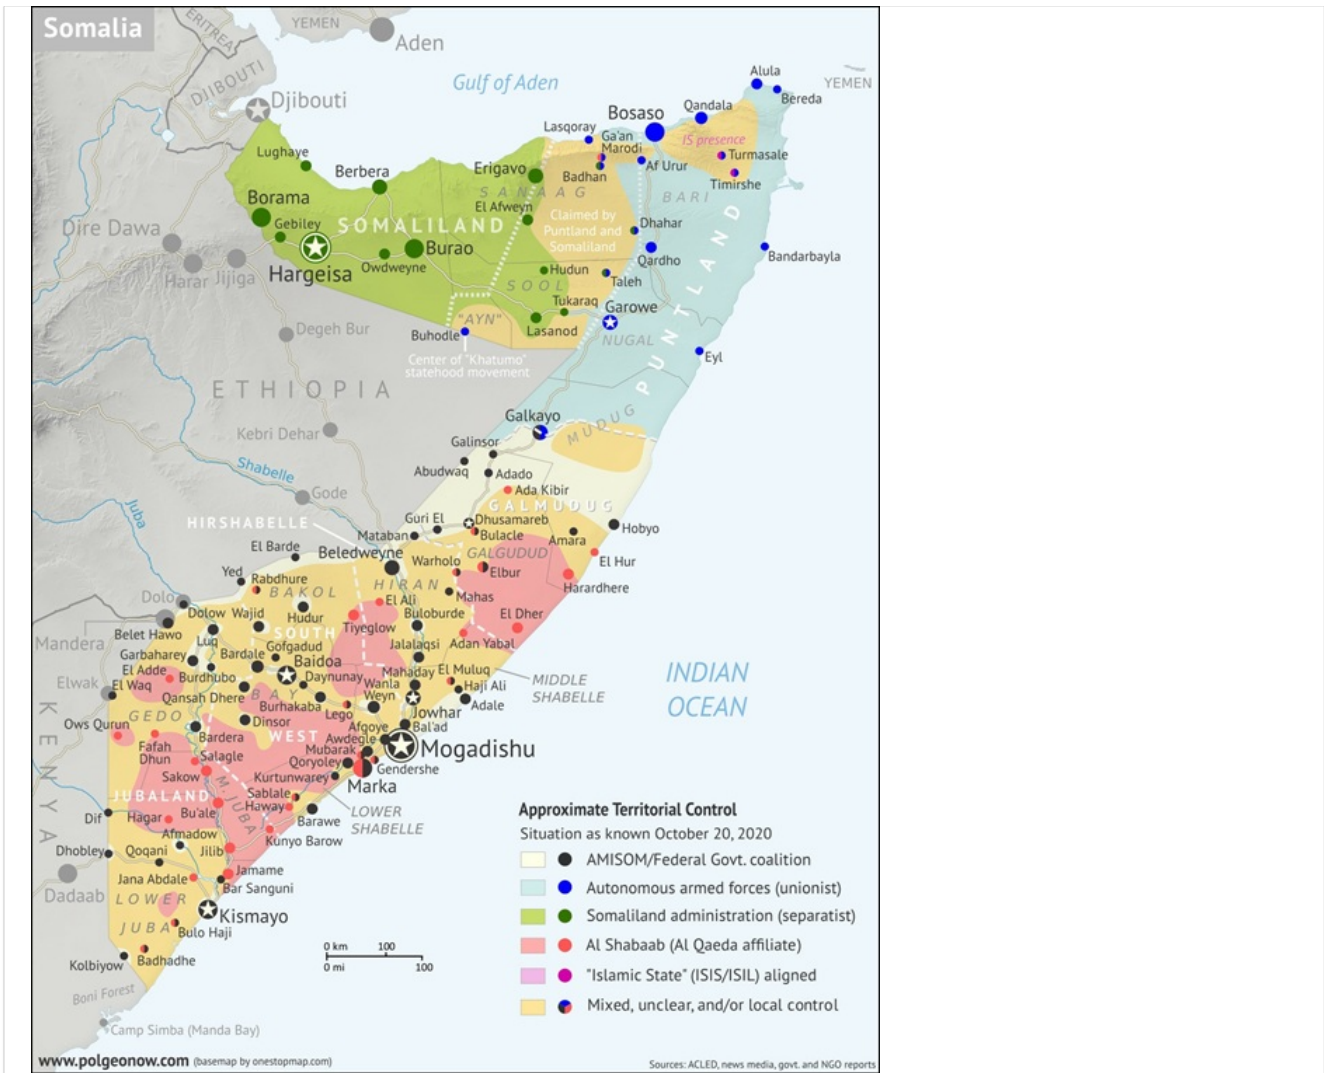 Somalia
ERITREA
YEMEN
Aden
DJIBOUTI
Djibouti
Gulf of Aden
Alula
YEMEN
Bereda
Qandala
Bosaso
Lasqoray
Ga'an
Marodi
IS presence
Turmasale
Af Urur
Badhan
Timirshe
Lughaye
Berbera
Erigavo
SANAAG
BARI
Borama
El Afweyn
Gebiley
SOMALILAND
Claimed by
Puntland and
Somaliland
Dhahar
Dire Dawa
Burao
Hargeisa
Owdweyne
Qardho
Bandarbayla
Harar
Jijiga
Hudun
Taleh
SOOL
Tukaraq
Garowe
PUNTLAND
"AYN"
Lasanod
Buhodle
NUGAL
Degeh Bur
Center of "Khatumo"
statehood movement
Eyl
ETHIOPIA
Galkayo
MUDUG
Kebri Dehar
Galinsor
Abudwaq
Adado
Shabelle
Ada Kibir
Gode
GALMUDUG
Juba
HIRSHABELLE
Guri El
Dhusamareb
Hobyo
Mataban
Bulacle
Amara
El Barde
Beledweyne
GALGUDUD
Warholo
El Hur
Yed
Rabdhure
Elbur
BAKOL
HIRAN
Harardhere
Dolo
Mahas
El Ali
Dolow
Wajid
Hudur
Buloburde
El Dher
Tiyeglow
Mandera
Belet Hawo
SOUTH
Luq
Gofgadud
Jalalaqsi
Adan Yabal
Garbaharey
Bardale
Baidoa
El Adde
Burdhubo
Daynunay
Mahaday
El Muluq
INDIAN
OCEAN
Elwak
El Waq
Wanla
Weyn
Haji Ali
MIDDLE
SHABELLE
Qansah Dhere
BAY
Burhakaba
Adale
GEDO
Lego
Jowhar
Ows Qurun
Dinsor
Afgoye
Bal'ad
Bardera
WEST
Awdegle
Fafah
Dhun
Mubarak
Mogadishu
Salagle
Qoryoley
Gendershe
Sakow
Kurtunwarey
Marka
KENYA
JUBALAND
M. JUBA
Sablale
Haway
LOWER
SHABELLE
Dif
Hagar
Bu'ale
Barawe
Afmadow
Kunyo Barow
Dhobley
Qoqani
Jilib
Jamame
Jana Abdale
Bar Sanguni
Dadaab
LOWER
JUBA
Kismayo
Bulo Haji
Kolbiyow
Badhadhe
Boni Forest
Camp Simba (Manda Bay)
0 km 100
0 mi 100
Approximate Territorial Control
Situation as known October 20, 2020
AMISOM/Federal Govt. coalition
Autonomous armed forces (unionist)
Somaliland administration (separatist)
Al Shabaab (Al Qaeda affiliate)
"Islamic State" (ISIS/ISIL) aligned
Mixed, unclear, and/or local control
www.polgeonow.com (basemap by onestopmap.com)
Sources: ACLED, news media, govt. and NGO reports